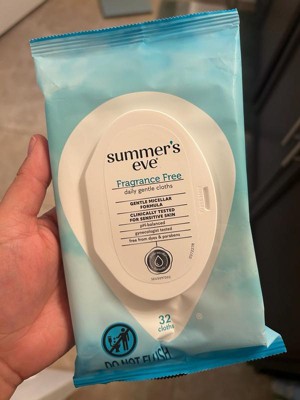 summer's
eve
Fragrance Free
daily gentle cloths
GENTLE MICELLAR
FORMULA
CLINICALLY TESTED
FOR SENSITIVE SKIN
pH-balanced
gynecologist tested
free from dyes & parabens
32
cloths
DO NOT FLUSH